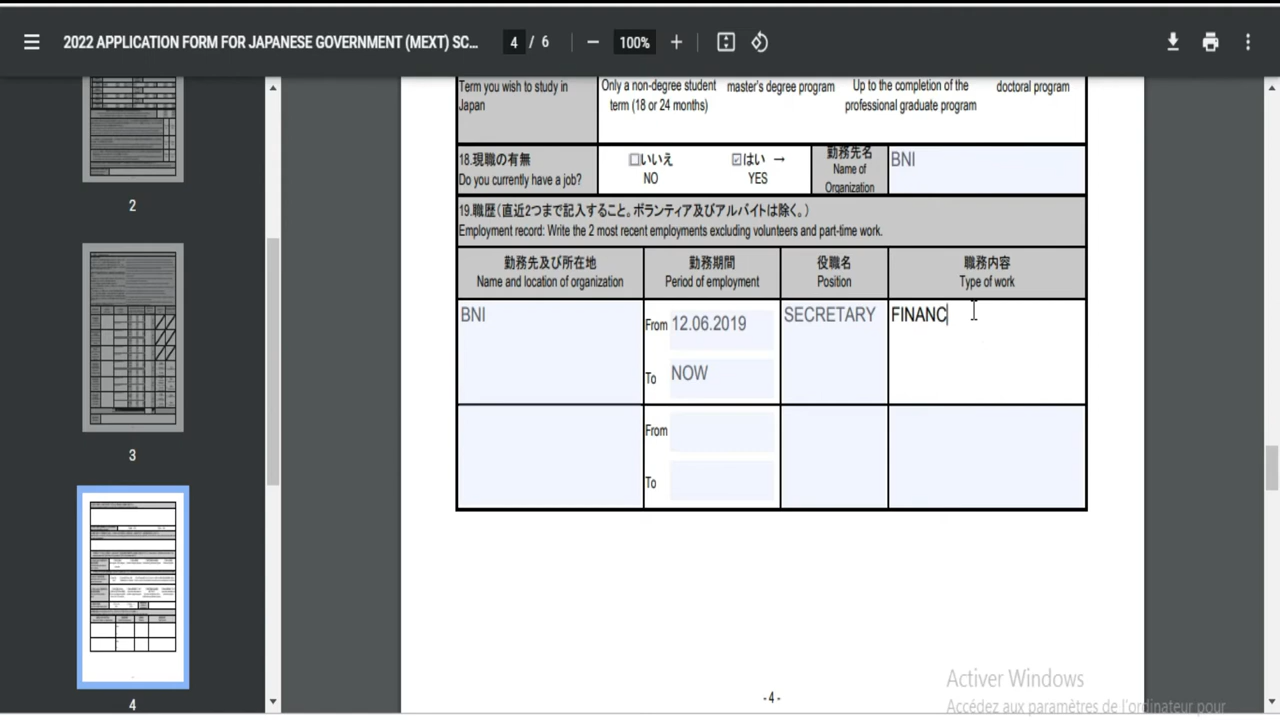 2022 APPLICATION FORM FOR JAPANESE GOVERNMENT (MEXT) SC...
4 / 6
100%
2
3
4
Term you wish to study in
Japan
Only a non-degree student
term (18 or 24 months)
master's degree program
Up to the completion of the
professional graduate program
doctoral program
18.現職の有無
Do you currently have a job?
いいえ
NO
はい →
YES
勤務先名
Name of
Organization
BNI
19.職歴(直近2つまで記入すること。ボランティア及びアルバイトは除く。)
Employment record: Write the 2 most recent employments excluding volunteers and part-time work.
勤務先及び所在地
Name and location of organization
勤務期間
Period of employment
役職名
Position
職務内容
Type of work
BNI
From 12.06.2019
To NOW
SECRETARY
FINANC
From
To
-4-
Activer Windows
Accédez aux paramètres de l'ordinateur pour